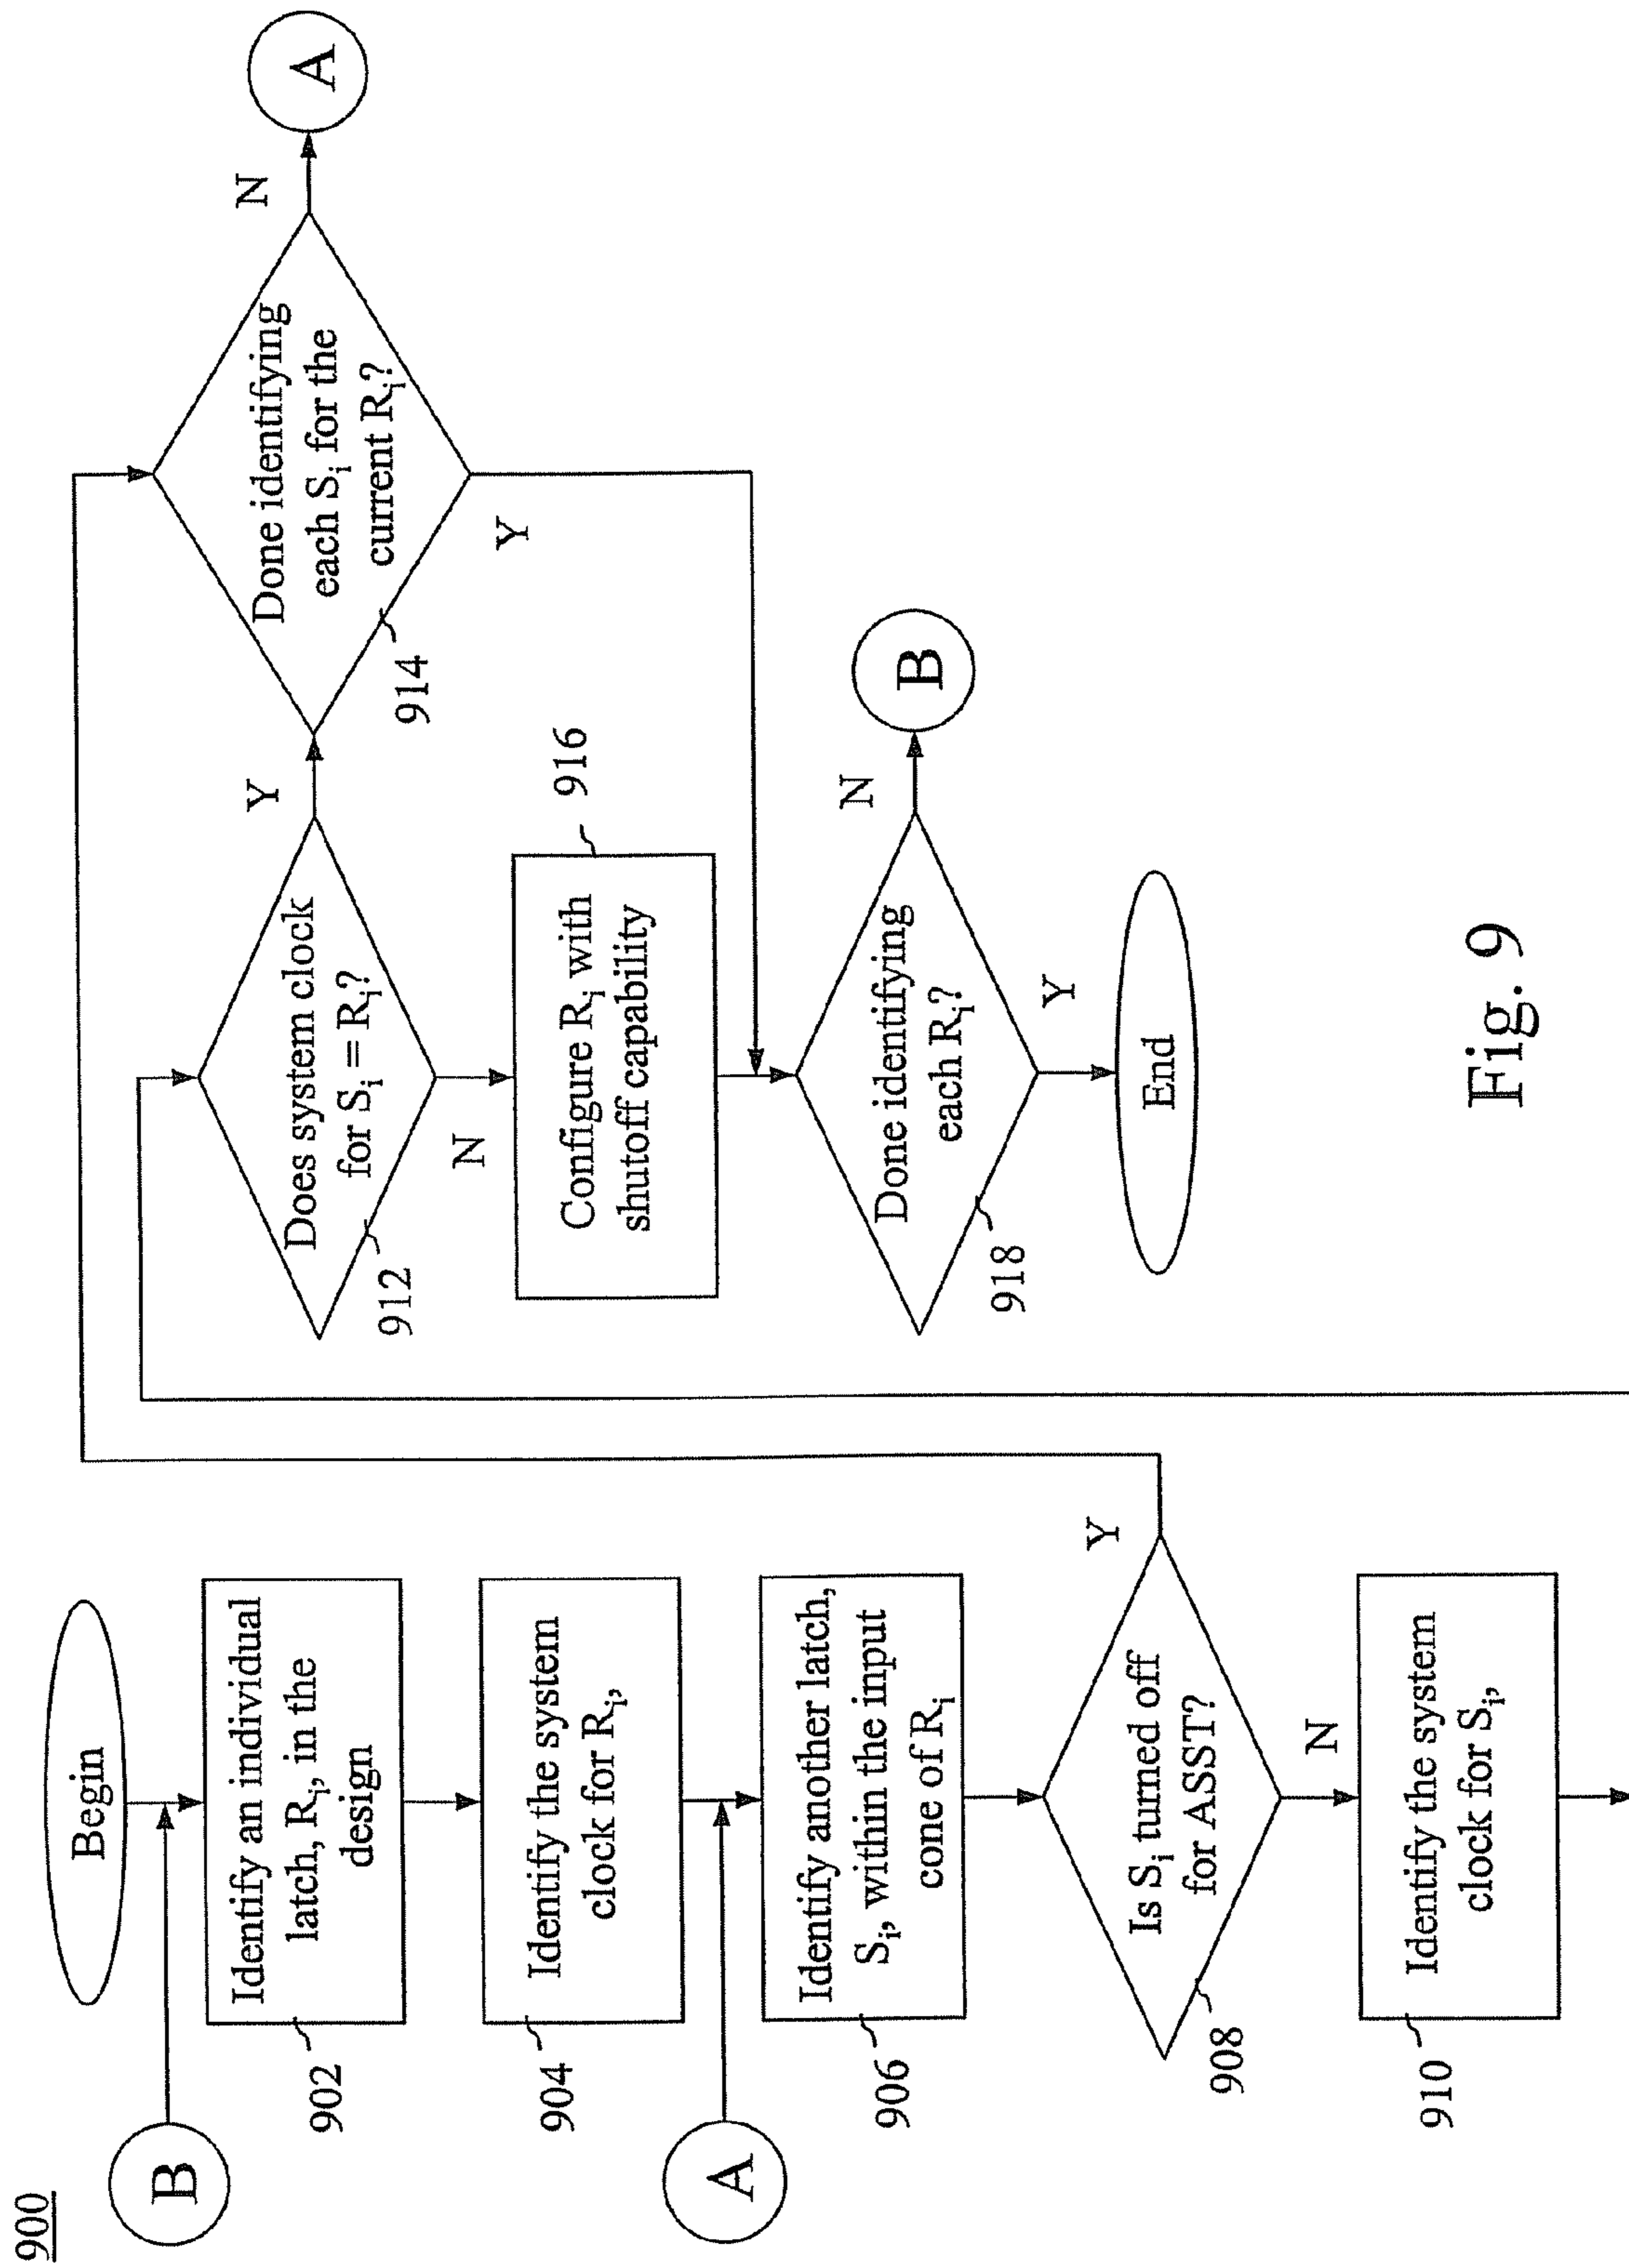 900
Begin
B
Identify an individual
latch, Ri, in the
design
902
Identify the system
clock for Ri,
904
A
Identify another latch,
Si, within the input
cone of Ri
906
Is Si turned off
for ASST?
908
Y
N
Identify the system
clock for Si,
910
Does system clock
for Si = Ri?
912
Y
N
Done identifying
each Si for the
current Ri?
914
N
A
Y
Configure Ri with
shutoff capability
916
Done identifying
each Ri?
918
N
B
Y
End
Fig. 9